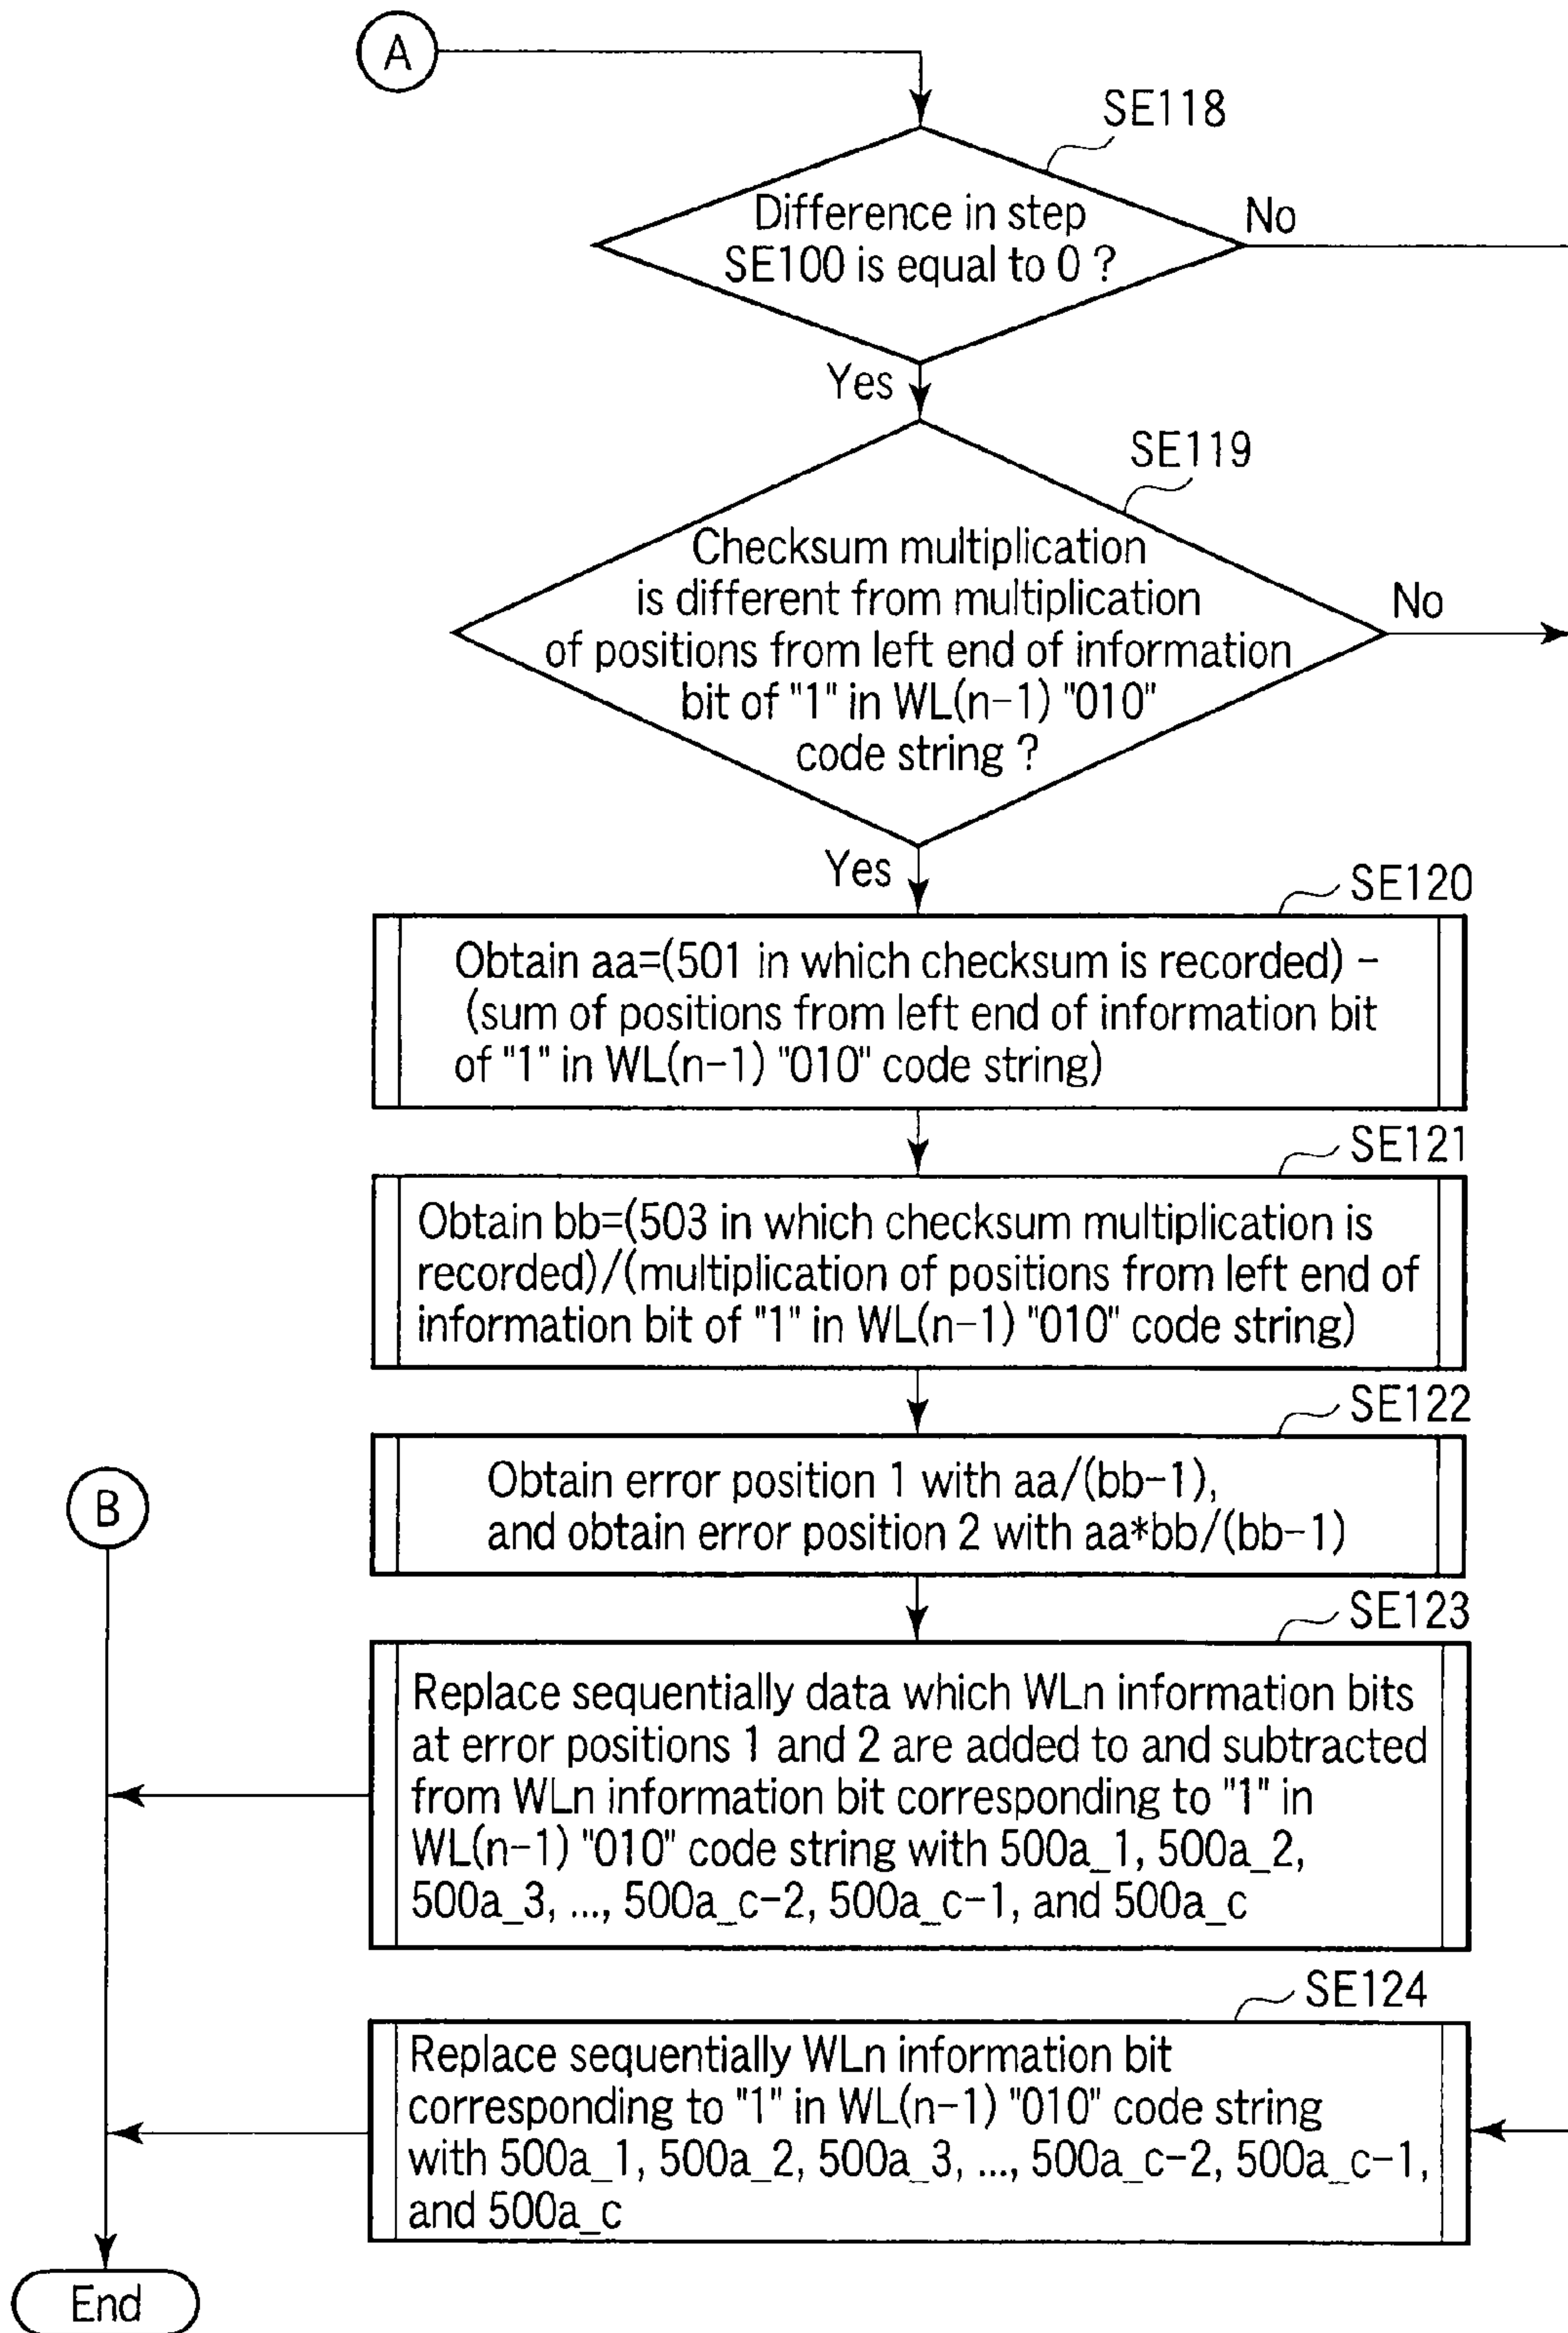 A
SE118
Difference in step
SE100 is equal to 0 ?
No
Yes
SE119
Checksum multiplication
is different from multiplication
of positions from left end of information
bit of "1" in WL(n-1) "010"
code string ?
No
Yes
SE120
Obtain aa=(501 in which checksum is recorded) -
(sum of positions from left end of information bit
of "1" in WL(n-1) "010" code string)
SE121
Obtain bb=(503 in which checksum multiplication is
recorded)/(multiplication of positions from left end of
information bit of "1" in WL(n-1) "010" code string)
SE122
Obtain error position 1 with aa/(bb-1),
and obtain error position 2 with aa*bb/(bb-1)
B
SE123
Replace sequentially data which WLn information bits
at error positions 1 and 2 are added to and subtracted
from WLn information bit corresponding to "1" in
WL(n-1) "010" code string with 500a_1, 500a_2,
500a_3, ..., 500a_c-2, 500a_c-1, and 500a_c
SE124
Replace sequentially WLn information bit
corresponding to "1" in WL(n-1) "010" code string
with 500a_1, 500a_2, 500a_3, ..., 500a_c-2, 500a_c-1,
and 500a_c
End